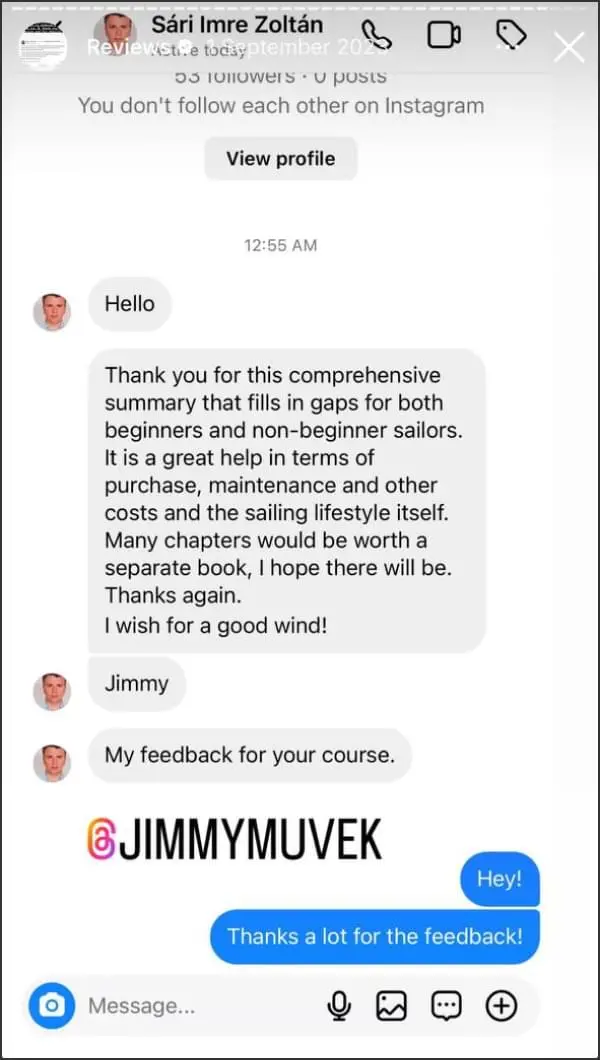 Sári Imre Zoltán
Reviews
Active today
September 202
53 followers · 0 posts
You don't follow each other on Instagram
View profile
12:55 AM
Hello
Thank you for this comprehensive
summary that fills in gaps for both
beginners and non-beginner sailors.
It is a great help in terms of
purchase, maintenance and other
costs and the sailing lifestyle itself.
Many chapters would be worth a
separate book, I hope there will be.
Thanks again.
I wish for a good wind!
Jimmy
My feedback for your course.
@JIMMYMUVEK
Hey!
Thanks a lot for the feedback!
Message...